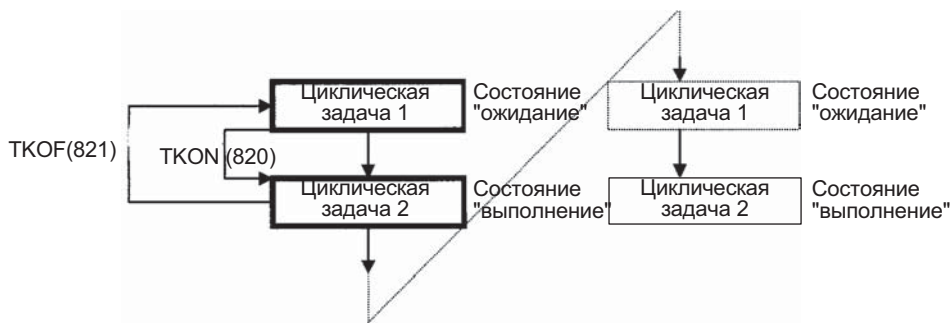 Циклическая
задача 1
Состояние
"ожидание"
TKOF(821)
TKON (820)
Циклическая
задача 2
Состояние
"выполнение"
Циклическая
задача 1
Состояние
"ожидание"
Циклическая
задача 2
Состояние
"выполнение"